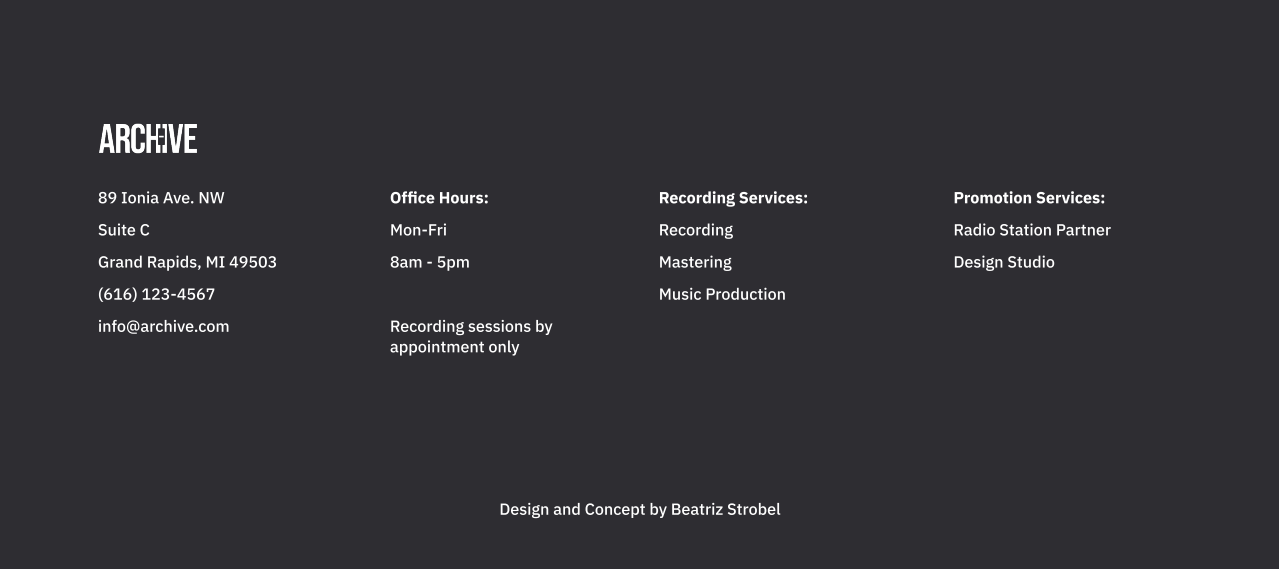 ARCHIVE
89 Ionia Ave. NW
Suite C
Grand Rapids, MI 49503
(616) 123-4567
info@archive.com
Office Hours:
Mon-Fri
8am - 5pm
Recording sessions by
appointment only
Recording Services:
Recording
Mastering
Music Production
Promotion Services:
Radio Station Partner
Design Studio
Design and Concept by Beatriz Strobel